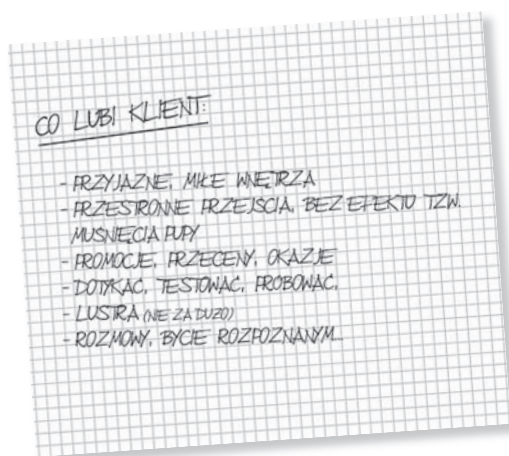 CO LUBI KLIENT:
- PRZYJAZNE, MIŁE WNĘTRZA
- PRZESTRONNE PRZEJŚCIA, BEZ EFEKTU TZW.
MUŚNIĘCIA PUPY
- PROMOCJE, PRZECENY, OKAZJE
- DOTYKAĆ, TESTOWAĆ, PRÓBOWAĆ,
- LUSTRA (NIE ZA DUŻO)
- ROZMOWY, BYCIE ROZPOZNANYM...